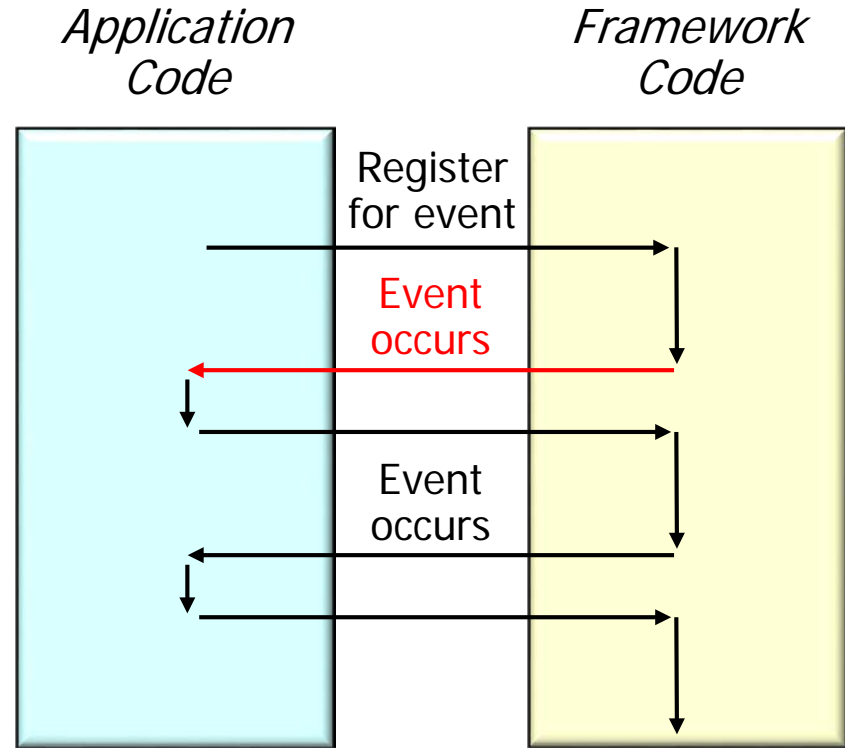 Application
Code
Framework
Code
Register
for event
Event
occurs
Event
occurs